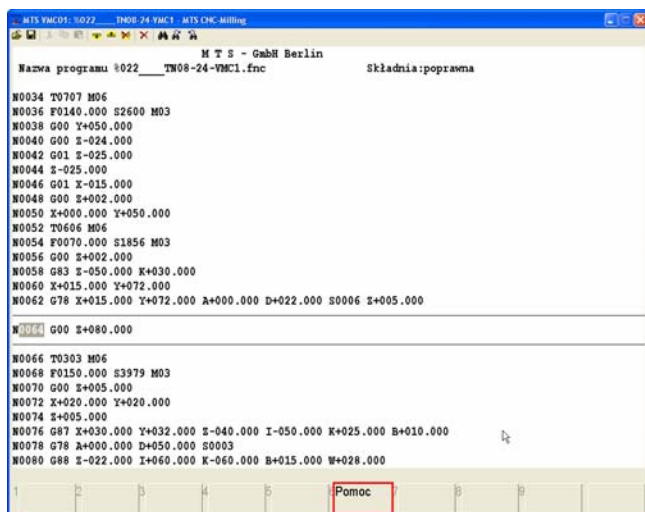 MTS VMC01: %022____TN08-24-VMC1 - MTS CNC-Milling
M T S - GmbH Berlin
Nazwa programu %022____TN08-24-VMC1.fnc Składnia:poprawna
N0034 T0707 M06
N0036 F0140.000 S2600 M03
N0038 G00 Y+050.000
N0040 G00 Z-024.000
N0042 G01 Z-025.000
N0044 Z-025.000
N0046 G01 X-015.000
N0048 G00 Z+002.000
N0050 X+000.000 Y+050.000
N0052 T0606 M06
N0054 F0070.000 S1856 M03
N0056 G00 Z+002.000
N0058 G83 Z-050.000 K+030.000
N0060 X+015.000 Y+072.000
N0062 G78 X+015.000 Y+072.000 A+000.000 D+022.000 S0006 Z+005.000
N0064 G00 Z+080.000
N0066 T0303 M06
N0068 F0150.000 S3979 M03
N0070 G00 Z+005.000
N0072 X+020.000 Y+020.000
N0074 Z+005.000
N0076 G87 X+030.000 Y+032.000 Z-040.000 I-050.000 K+025.000 B+010.000
N0078 G78 A+000.000 D+050.000 S0003
N0080 G88 Z-022.000 I+060.000 K-060.000 B+015.000 W+028.000
1 2 3 4 5 6 Pomoc 7 8 9